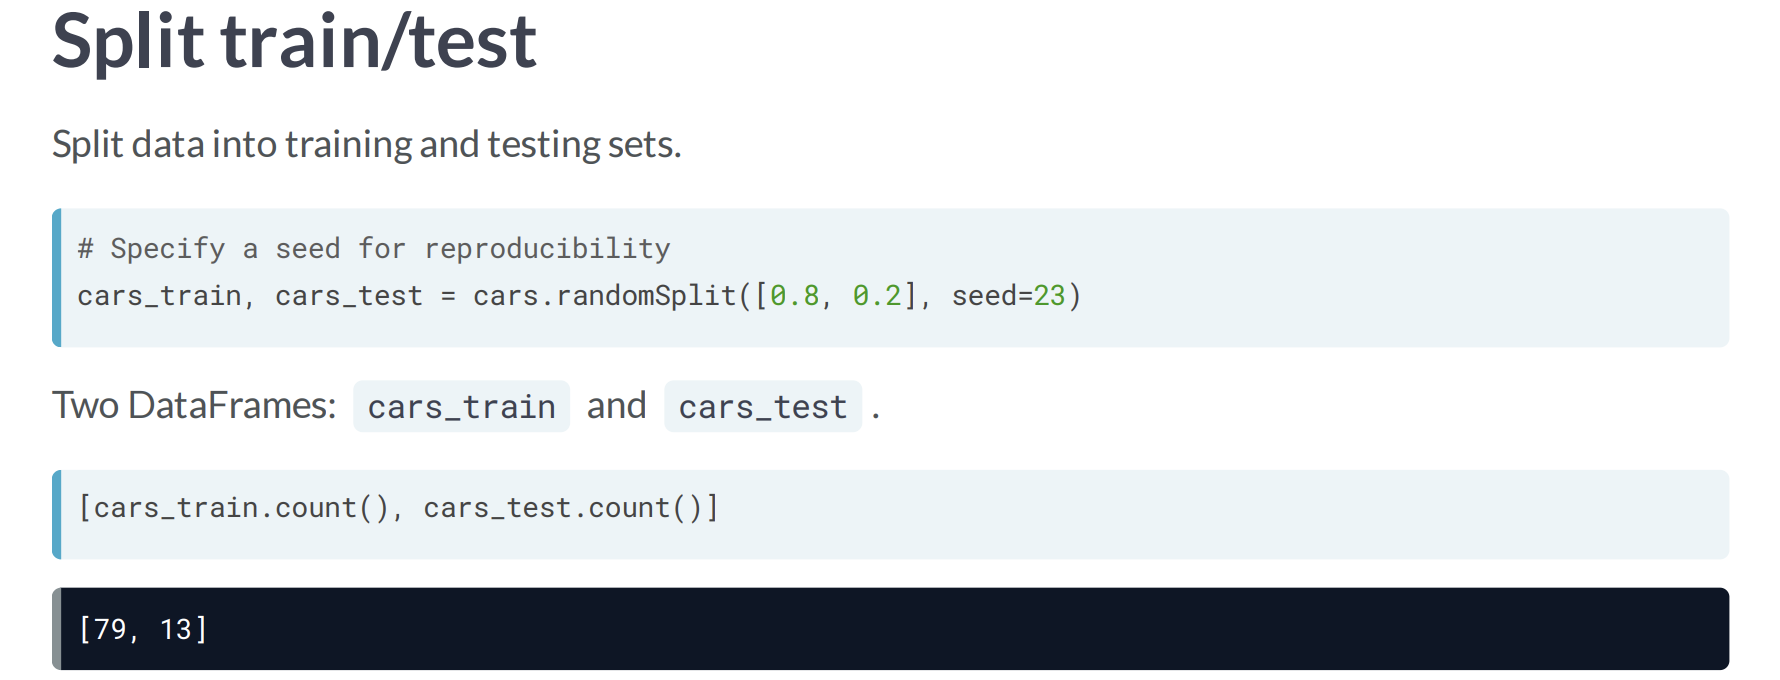 Split train/test
Split data into training and testing sets.
# Specify a seed for reproducibility
cars_train, cars_test = cars.randomSplit([0.8, 0.2], seed=23)
Two DataFrames: cars_train and cars_test .
[cars_train.count(), cars_test.count()]
[79, 13]